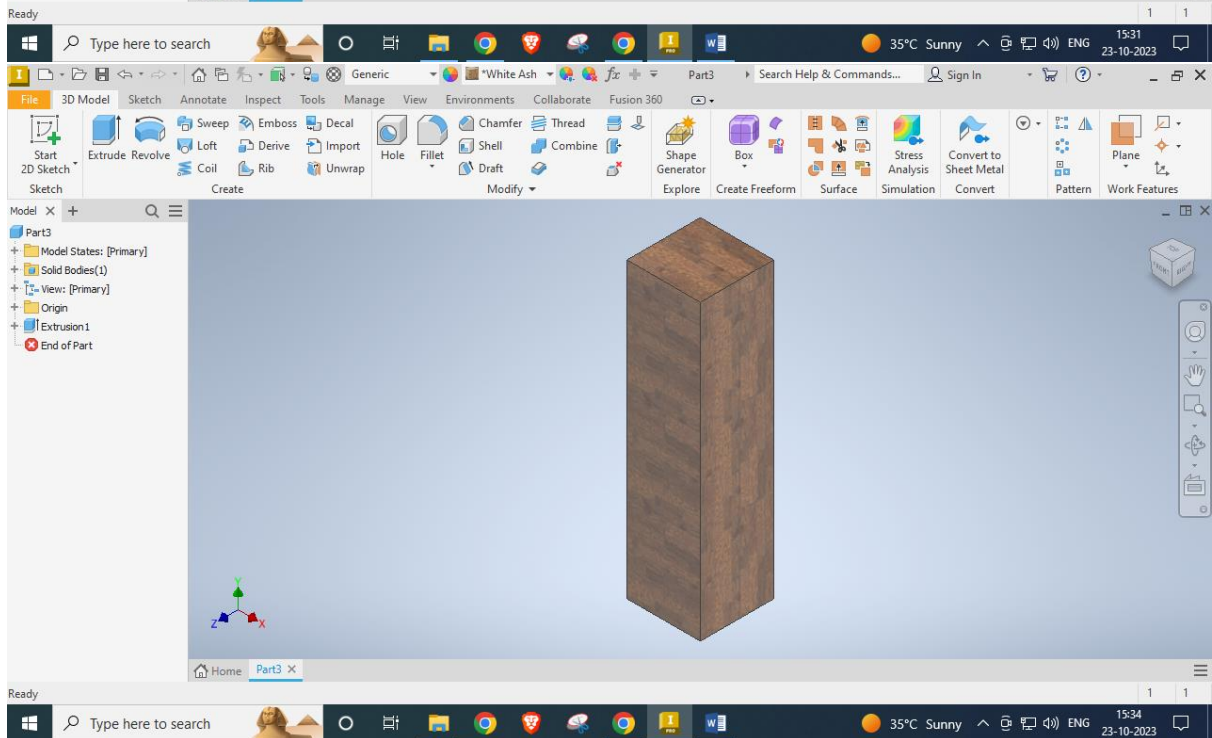 Ready 1 1
Type here to search 35°C Sunny ENG 15:31
23-10-2023
Generic *White Ash fx Part3 Search Help & Commands... Sign In
File 3D Model Sketch Annotate Inspect Tools Manage View Environments Collaborate Fusion 360
Start 2D Sketch Extrude Revolve Sweep Emboss Decal
Loft Derive Import
Coil Rib Unwrap
Hole Fillet Chamfer Thread
Shell Combine
Draft
Shape Generator Box Stress Analysis Convert to Sheet Metal Plane
Sketch Create Modify Explore Create Freeform Surface Simulation Convert Pattern Work Features
Model
Part3
Model States: [Primary]
Solid Bodies(1)
View: [Primary]
Origin
Extrusion1
End of Part
FRONT
Y
Z X
Home Part3
Ready 1 1
Type here to search 35°C Sunny ENG 15:34
23-10-2023